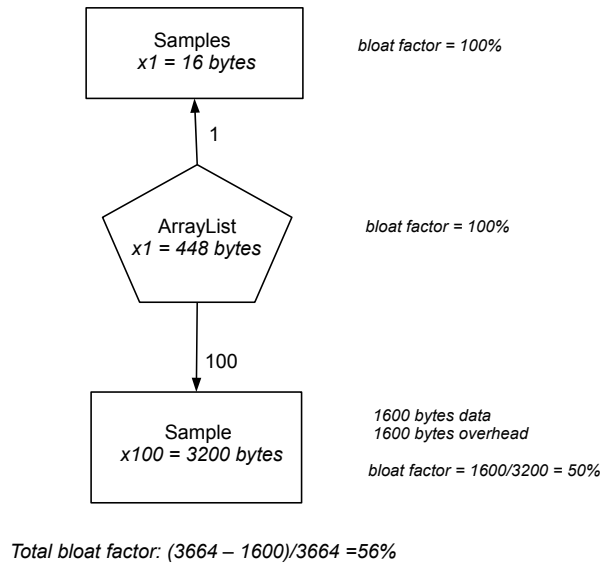 Samples
x1 = 16 bytes
bloat factor = 100%
1
ArrayList
x1 = 448 bytes
bloat factor = 100%
100
Sample
x100 = 3200 bytes
1600 bytes data
1600 bytes overhead
bloat factor = 1600/3200 = 50%
Total bloat factor: (3664 – 1600)/3664 =56%